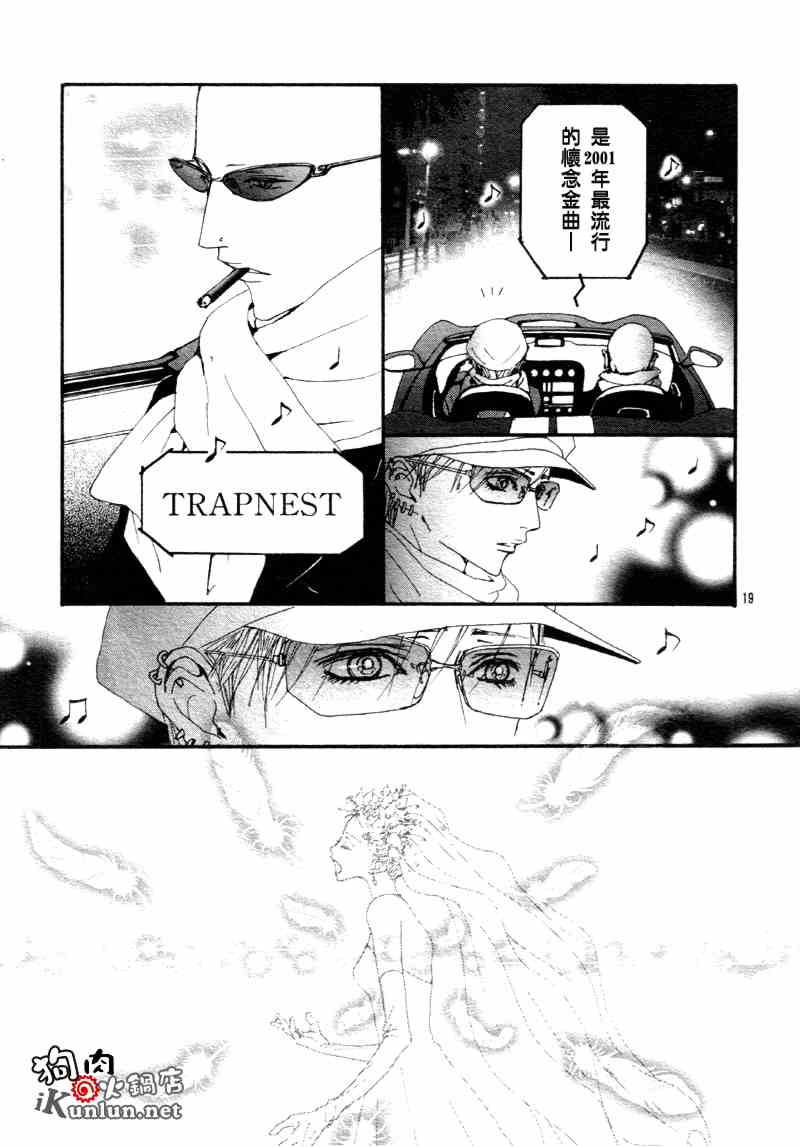 是2001年最流行
的懷念金曲—
TRAPNEST
19
狗肉
火鍋店
iKunlun.net